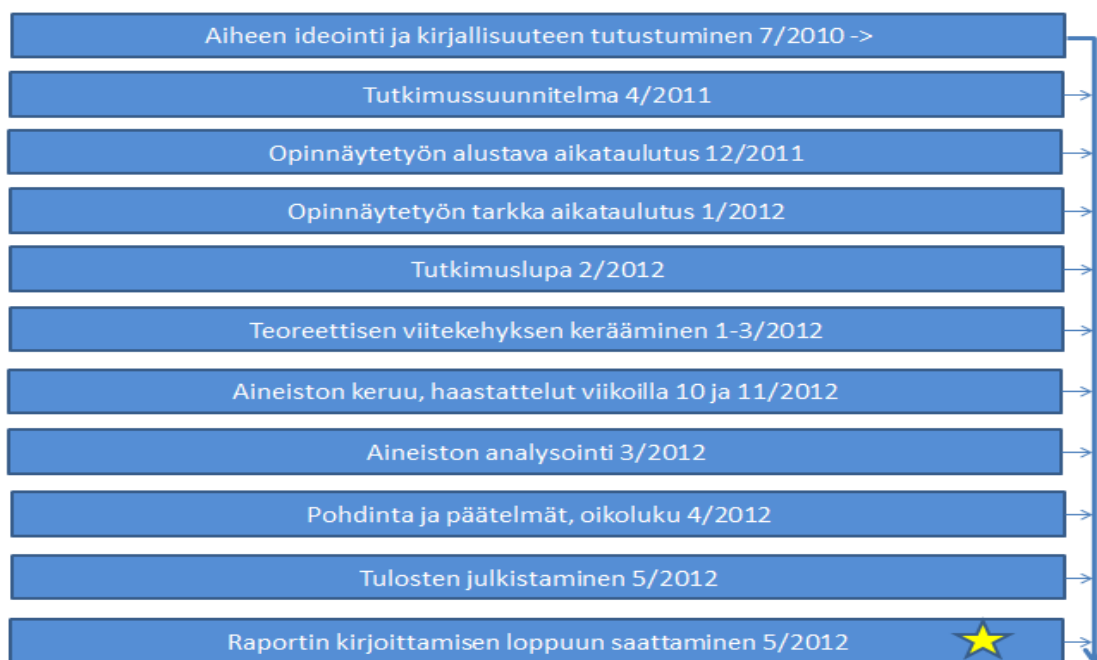 Aiheen ideointi ja kirjallisuuteen tutustuminen 7/2010 ->
Tutkimussuunnitelma 4/2011
Opinnäytetyön alustava aikataulutus 12/2011
Opinnäytetyön tarkka aikataulutus 1/2012
Tutkimuslupa 2/2012
Teoreettisen viitekehyksen kerääminen 1-3/2012
Aineiston keruu, haastattelut viikoilla 10 ja 11/2012
Aineiston analysointi 3/2012
Pohdinta ja päätelmät, oikoluku 4/2012
Tulosten julkistaminen 5/2012
Raportin kirjoittamisen loppuun saattaminen 5/2012